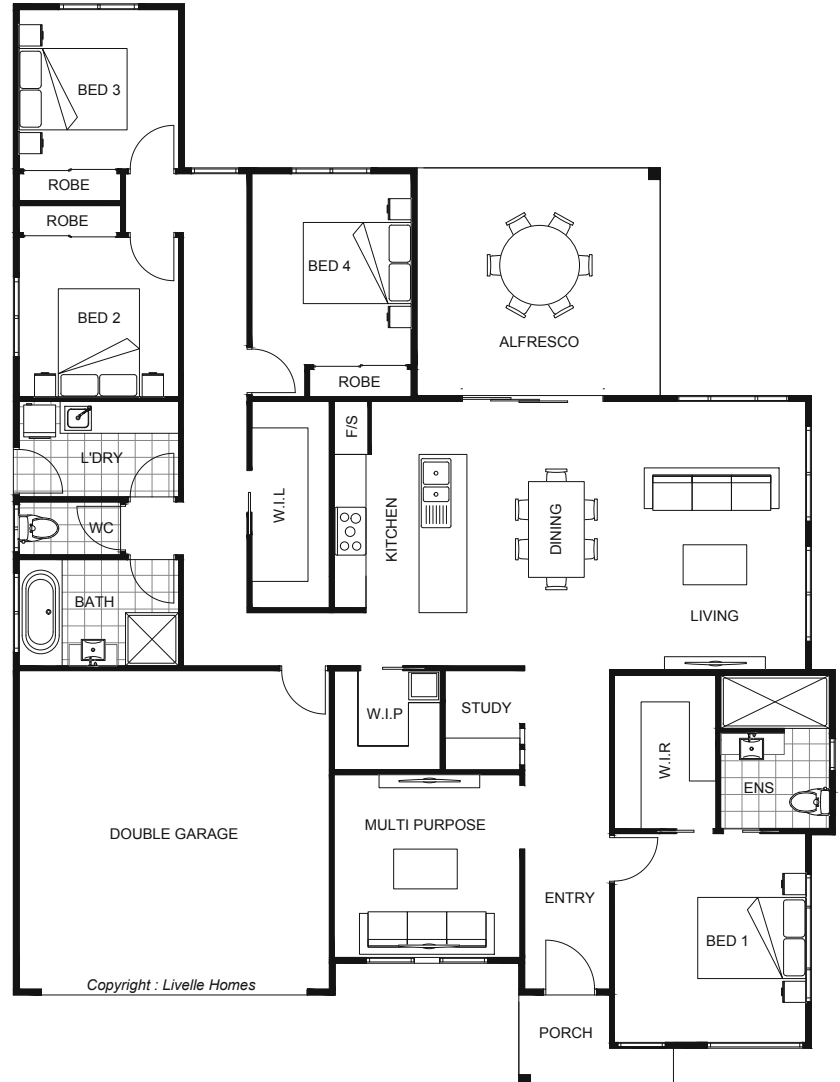 BED 3
ROBE
ROBE
BED 4
BED 2
ALFRESCO
ROBE
F/S
L'DRY
W.I.L
KITCHEN
DINING
WC
BATH
LIVING
W.I.P
STUDY
W.I.R
ENS
DOUBLE GARAGE
MULTI PURPOSE
ENTRY
BED 1
Copyright : Livelle Homes
PORCH